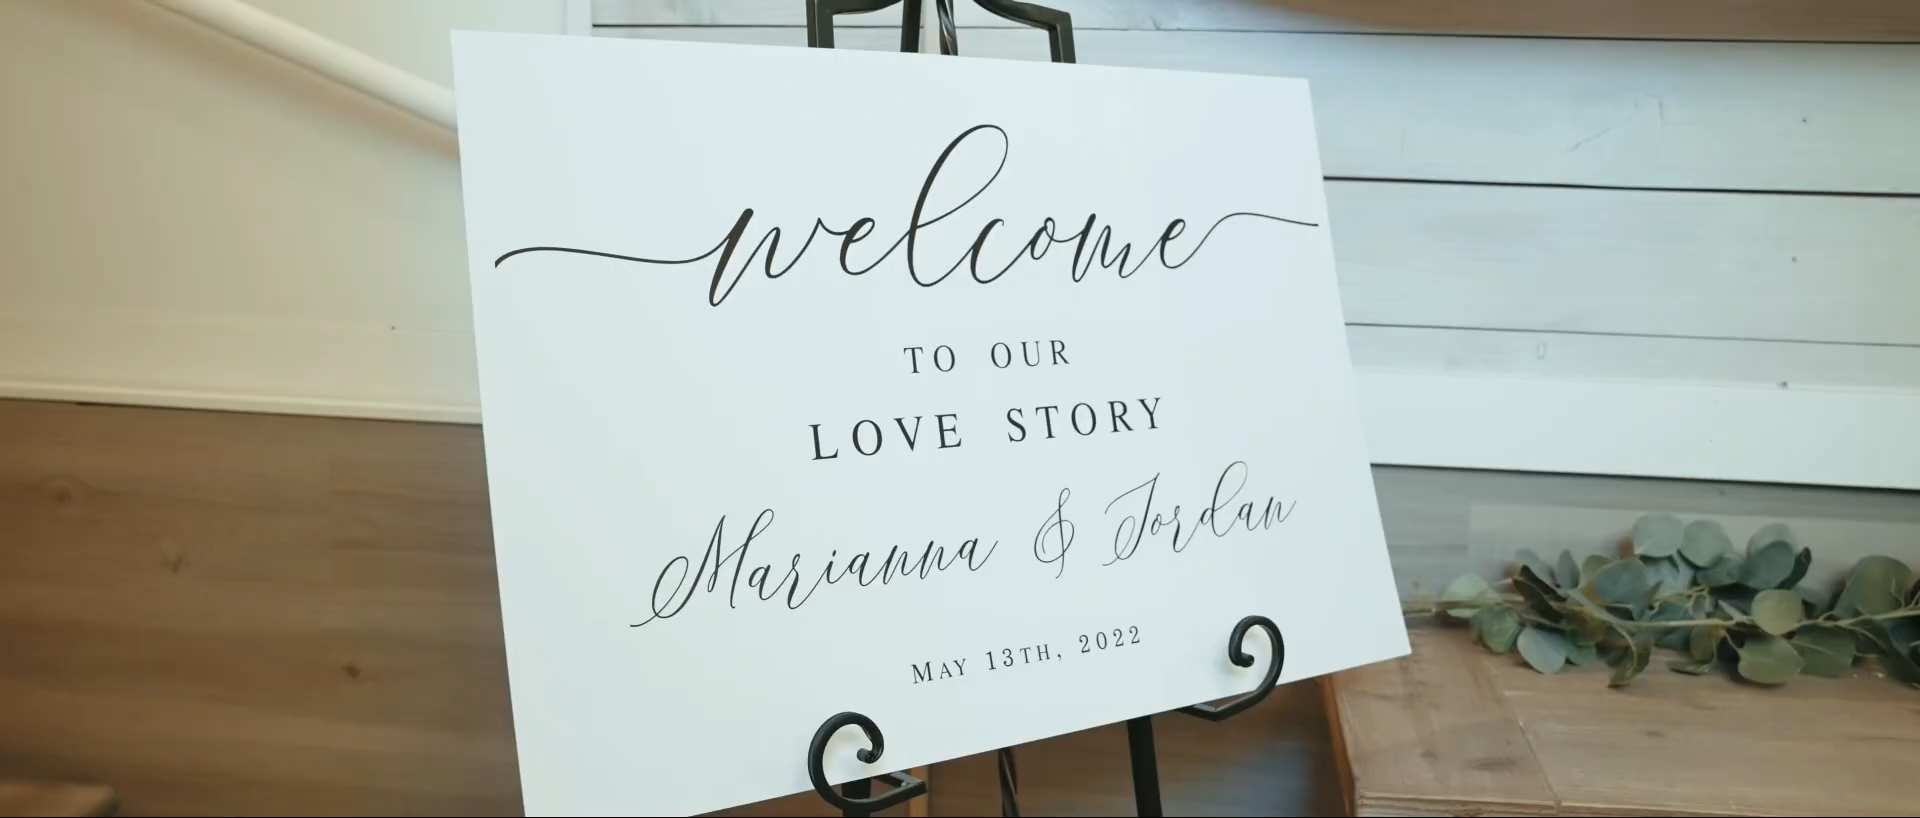 welcome
TO OUR
LOVE STORY
Marianna & Jordan
MAY 13TH, 2022